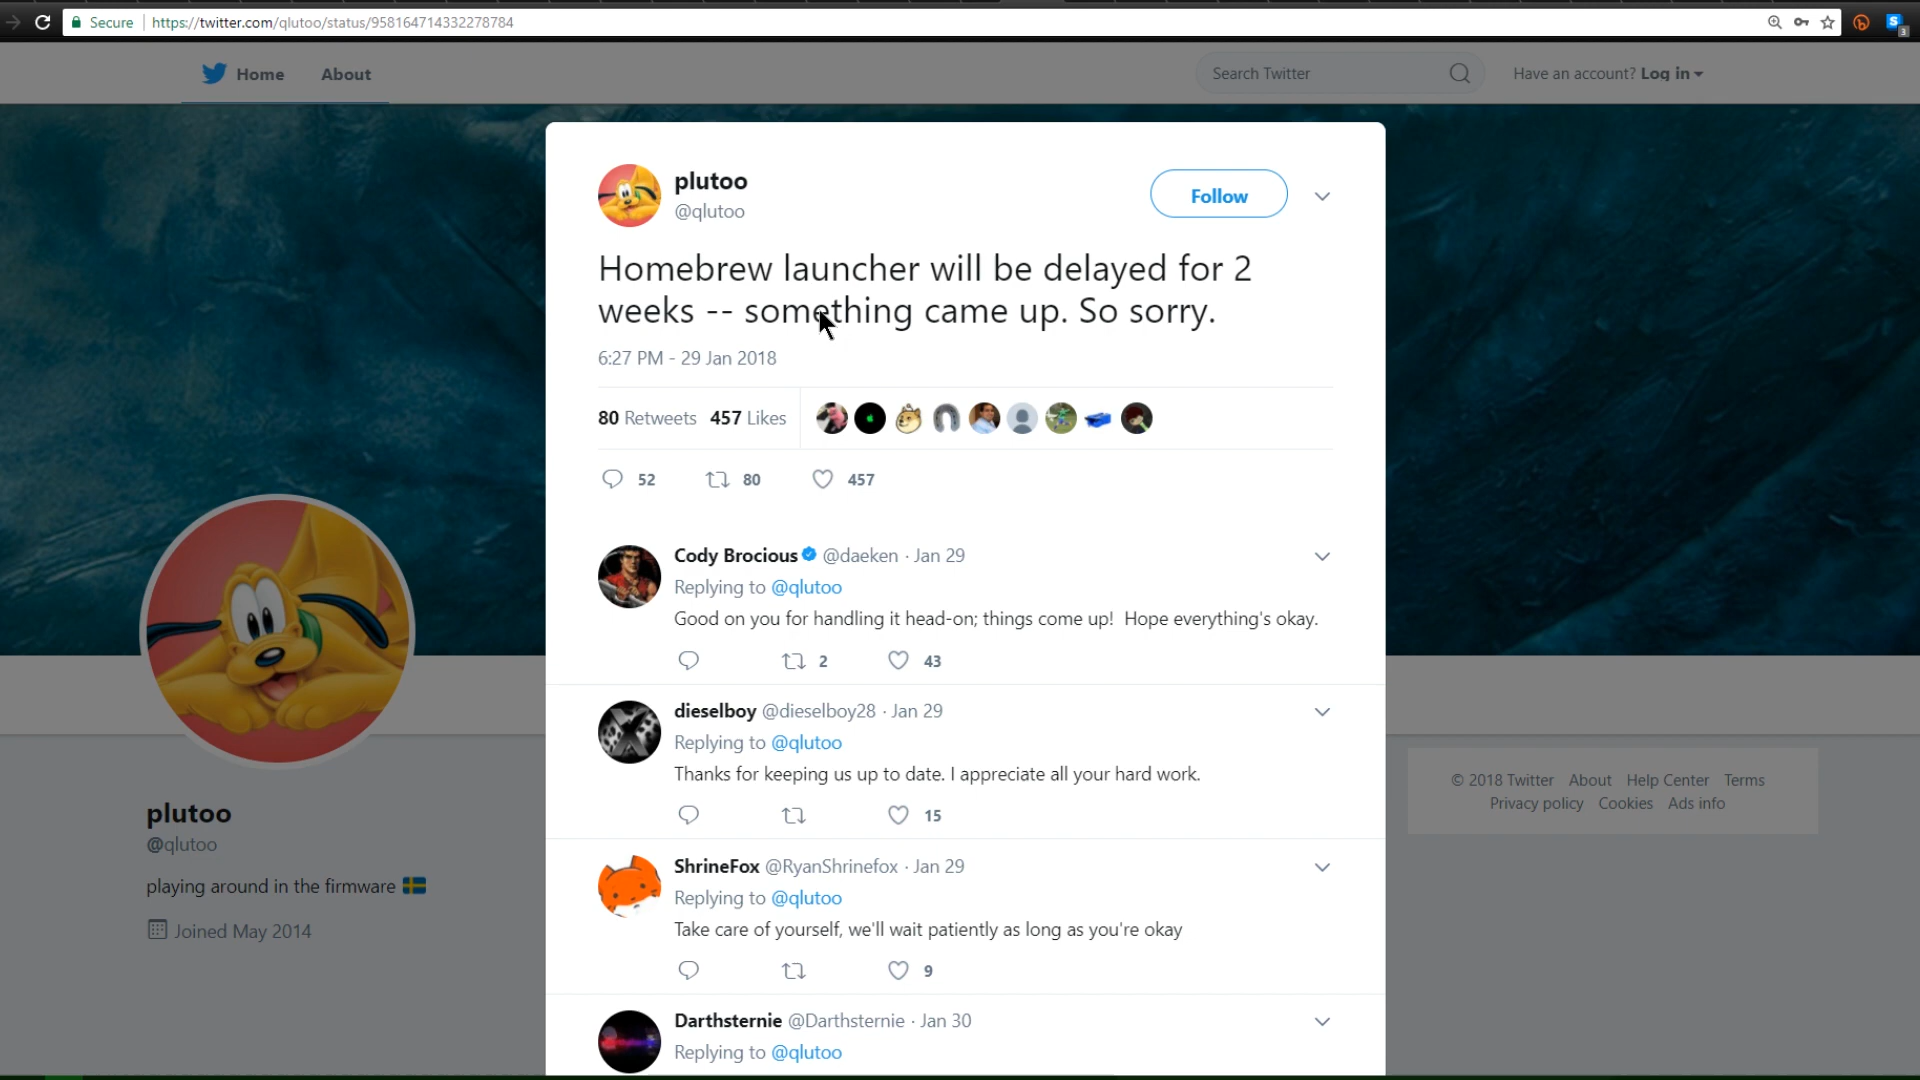 Secure https://twitter.com/qlutoo/status/958164714332278784
3
Home About Search Twitter Have an account? Log in
plutoo
@qlutoo
Follow
Homebrew launcher will be delayed for 2
weeks -- something came up. So sorry.
6:27 PM - 29 Jan 2018
80 Retweets 457 Likes
52 80 457
Cody Brocious @daeken · Jan 29
Replying to @qlutoo
Good on you for handling it head-on; things come up! Hope everything's okay.
2 43
dieselboy @dieselboy28 · Jan 29
Replying to @qlutoo
Thanks for keeping us up to date. I appreciate all your hard work.
15
ShrineFox @RyanShrinefox · Jan 29
Replying to @qlutoo
Take care of yourself, we'll wait patiently as long as you're okay
9
Darthsternie @Darthsternie · Jan 30
Replying to @qlutoo
plutoo
@qlutoo
playing around in the firmware
Joined May 2014
© 2018 Twitter About Help Center Terms
Privacy policy Cookies Ads info